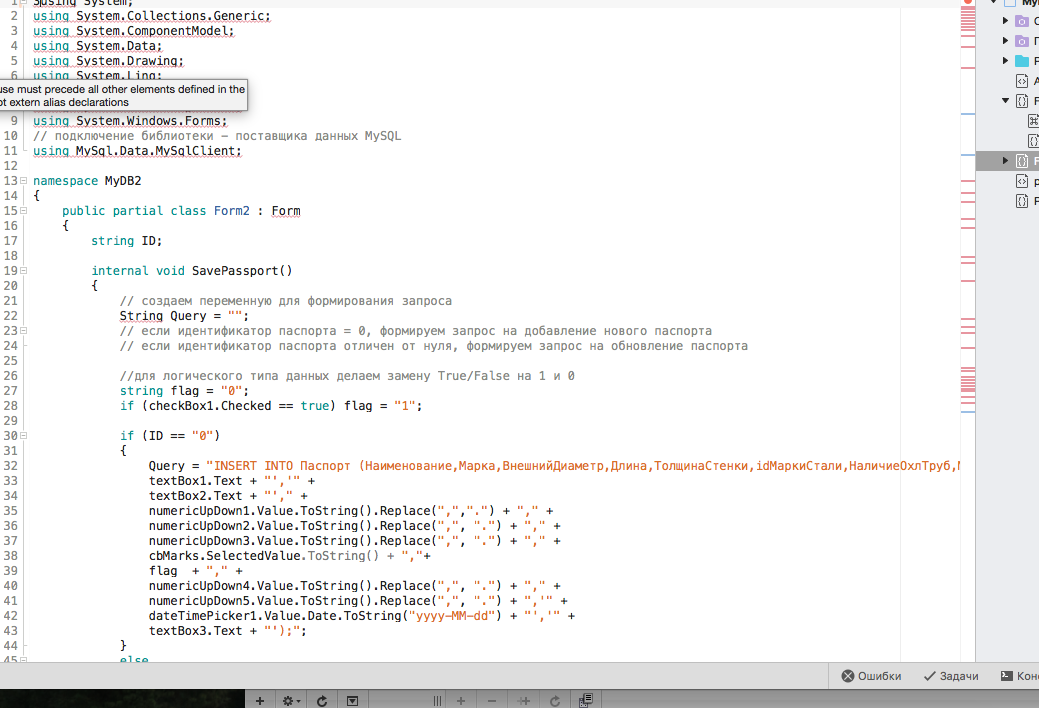 1 Spusing System;
2 using System.Collections.Generic;
3 using System.ComponentModel;
4 using System.Data;
5 using System.Drawing;
6 using System.Linq;
use must precede all other elements defined in the
extern alias declarations
9 using System.Windows.Forms;
10 // подключение библиотеки – поставщика данных MySQL
11 using MySql.Data.MySqlClient;
12
13 namespace MyDB2
14 {
15 public partial class Form2 : Form
16 {
17 string ID;
18
19 internal void SavePassport()
20 {
21 // создаем переменную для формирования запроса
22 String Query = "";
23 // если идентификатор паспорта = 0, формируем запрос на добавление нового паспорта
24 // если идентификатор паспорта отличен от нуля, формируем запрос на обновление паспорта
25
26 //для логического типа данных делаем замену True/False на 1 и 0
27 string flag = "0";
28 if (checkBox1.Checked == true) flag = "1";
29
30 if (ID == "0")
31 {
32 Query = "INSERT INTO Паспорт (Наименование,Марка,ВнешнийДиаметр,Длина,ТолщинаСтенки,idМаркиСтали,НаличиеОхлТруб,
33 textBox1.Text + "','" +
34 textBox2.Text + "'," +
35 numericUpDown1.Value.ToString().Replace(",",".") + "," +
36 numericUpDown2.Value.ToString().Replace(",", ".") + "," +
37 numericUpDown3.Value.ToString().Replace(",", ".") + "," +
38 cbMarks.SelectedValue.ToString() + ","+
39 flag + "," +
40 numericUpDown4.Value.ToString().Replace(",", ".") + "," +
41 numericUpDown5.Value.ToString().Replace(",", ".") + ",'" +
42 dateTimePicker1.Value.Date.ToString("yyyy-MM-dd") + "','" +
43 textBox3.Text + "');";
44 }
45 else
Ошибки Задачи